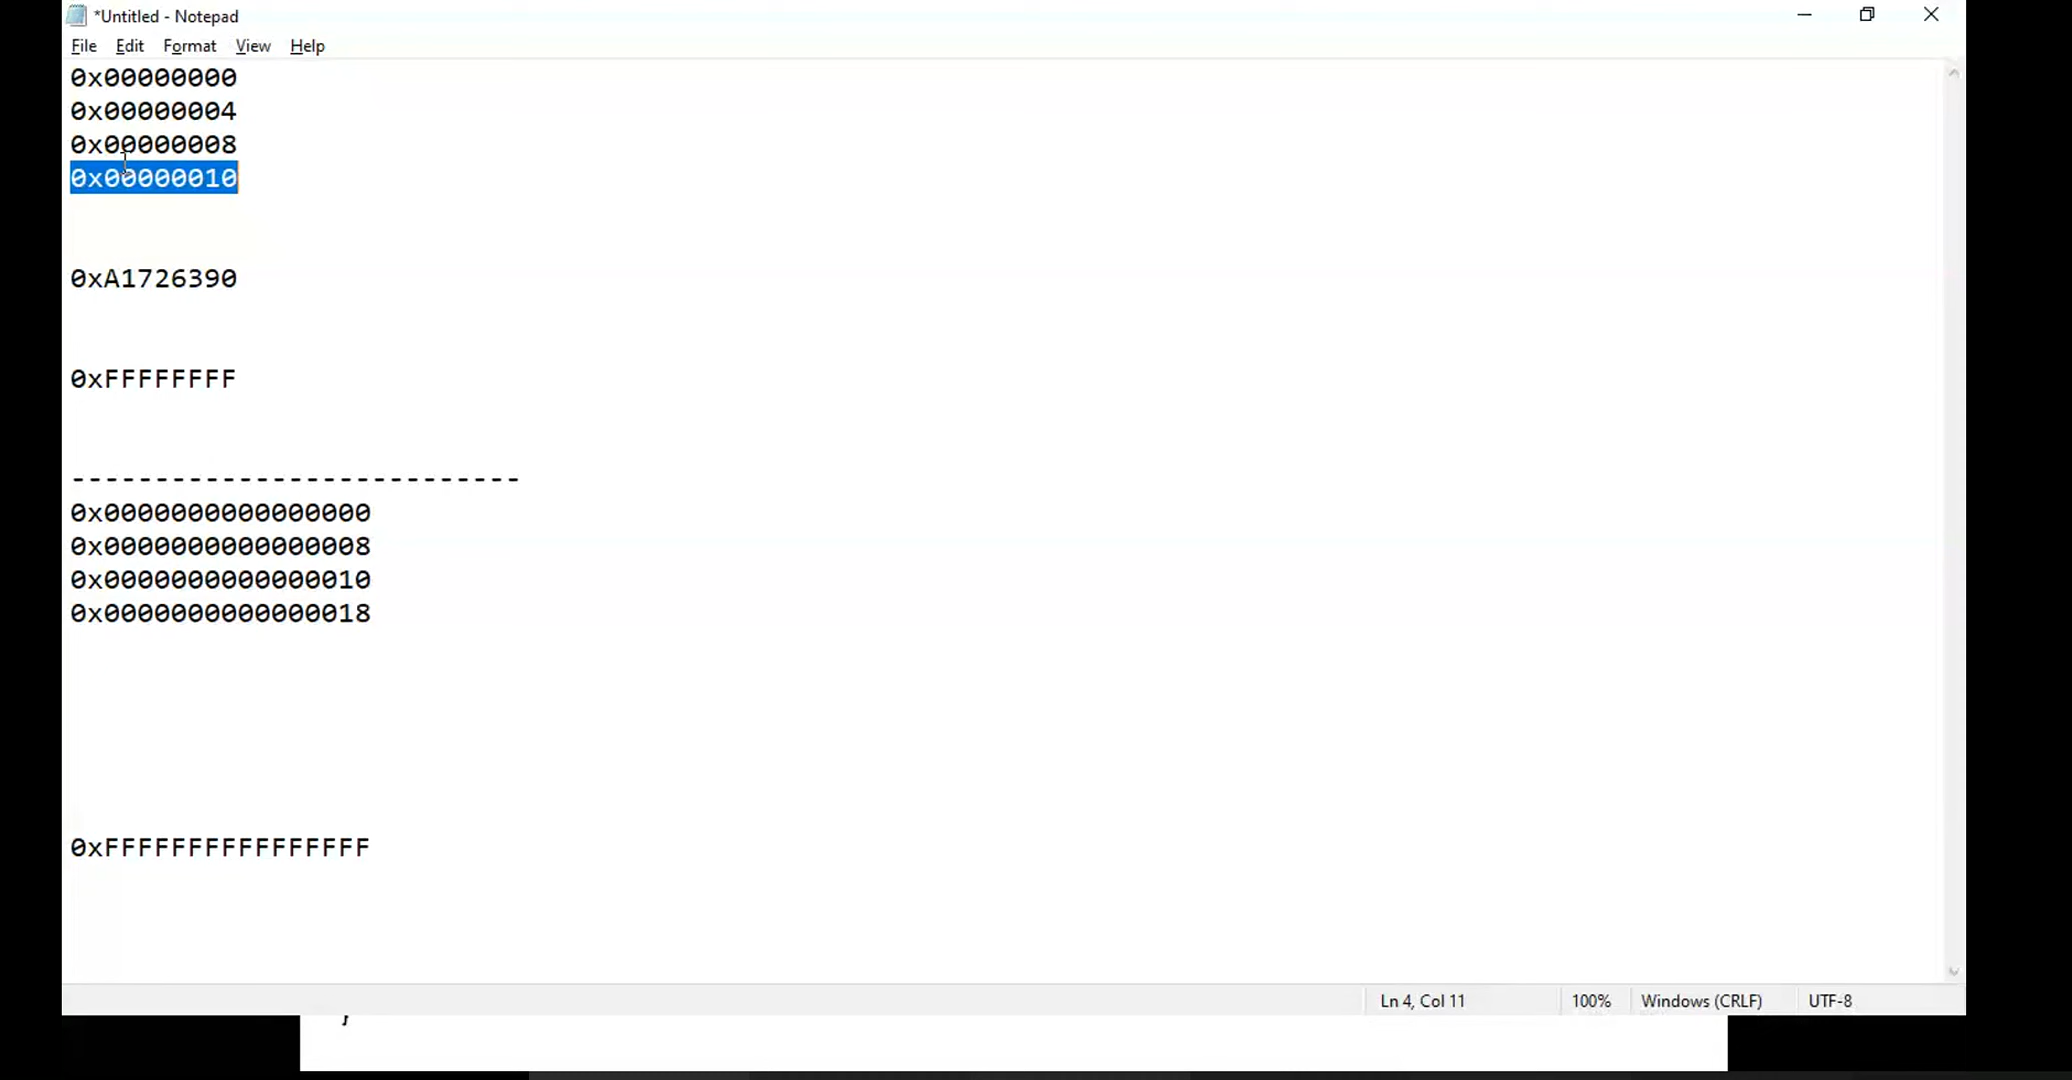 *Untitled - Notepad
File Edit Format View Help
0x00000000
0x00000004
0x00000008
0x00000010
0xA1726390
0xFFFFFFFF
---------------------------
0x0000000000000000
0x0000000000000008
0x0000000000000010
0x0000000000000018
0xFFFFFFFFFFFFFFFF
Ln 4, Col 11 100% Windows (CRLF) UTF-8
}